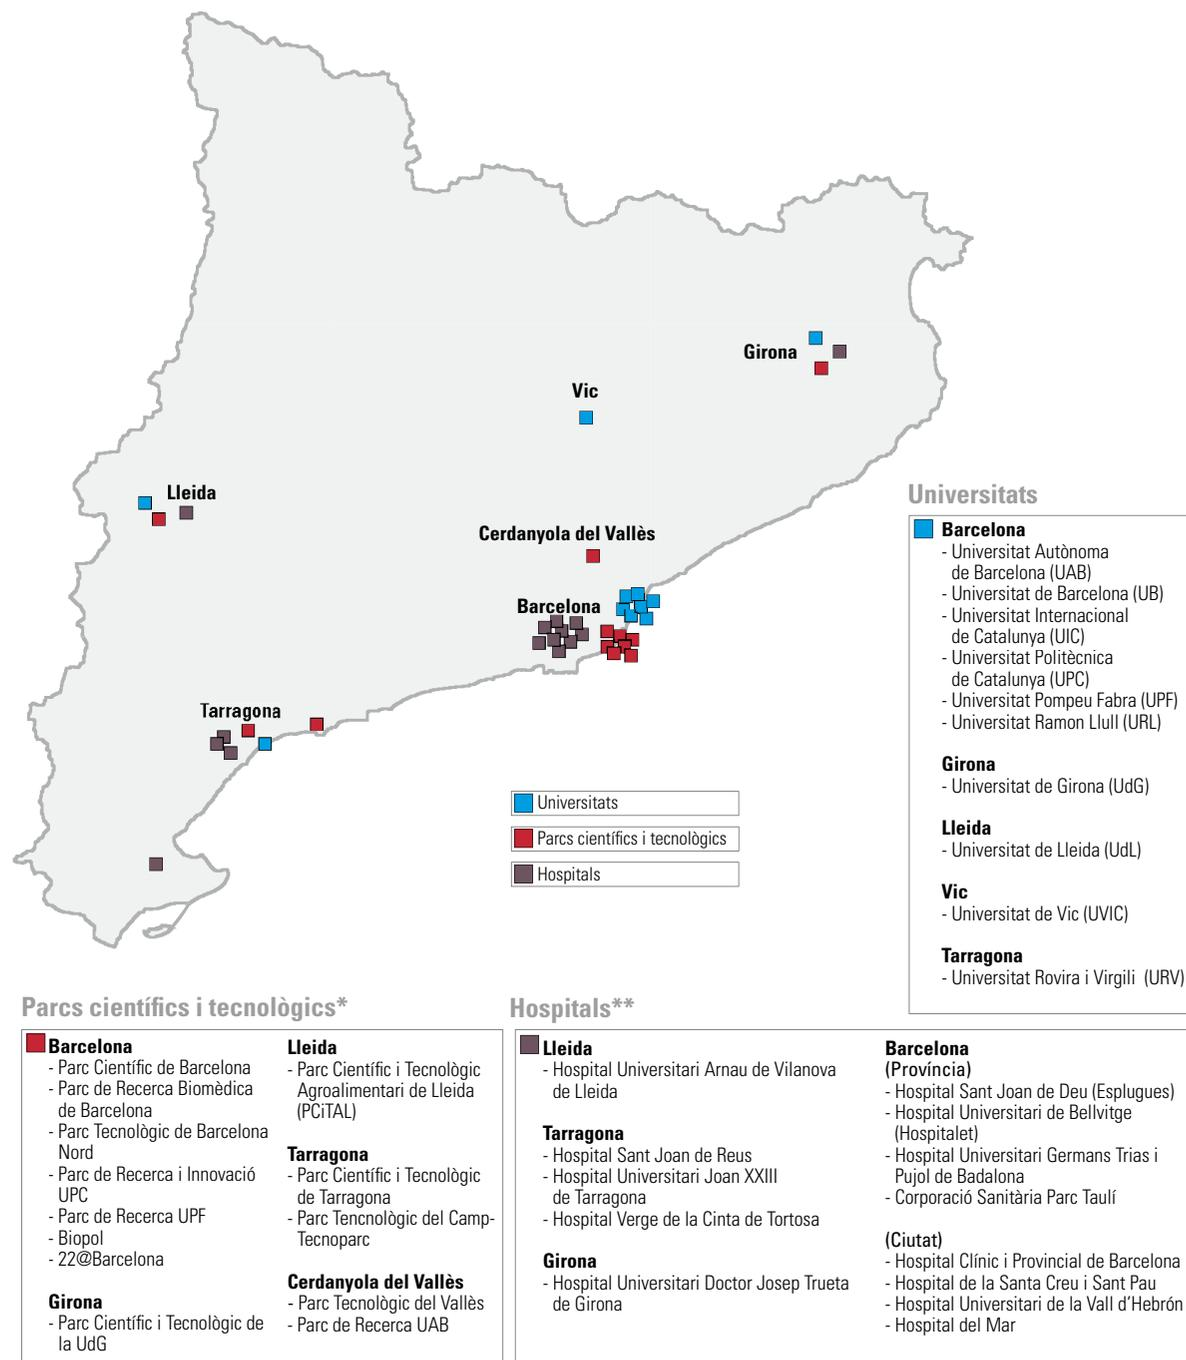 Girona
Vic
Lleida
Cerdanyola del Vallès
Barcelona
Tarragona
Universitats
Parcs científics i tecnològics
Hospitals
Universitats
Barcelona
- Universitat Autònoma
de Barcelona (UAB)
- Universitat de Barcelona (UB)
- Universitat Internacional
de Catalunya (UIC)
- Universitat Politècnica
de Catalunya (UPC)
- Universitat Pompeu Fabra (UPF)
- Universitat Ramon Llull (URL)
Girona
- Universitat de Girona (UdG)
Lleida
- Universitat de Lleida (UdL)
Vic
- Universitat de Vic (UVIC)
Tarragona
- Universitat Rovira i Virgili (URV)
Parcs científics i tecnològics*
Barcelona
- Parc Científic de Barcelona
- Parc de Recerca Biomèdica
de Barcelona
- Parc Tecnològic de Barcelona
Nord
- Parc de Recerca i Innovació
UPC
- Parc de Recerca UPF
- Biopol
- 22@Barcelona
Girona
- Parc Científic i Tecnològic de
la UdG
Lleida
- Parc Científic i Tecnològic
Agroalimentari de Lleida
(PCiTAL)
Tarragona
- Parc Científic i Tecnològic
de Tarragona
- Parc Tencnològic del Camp-
Tecnoparc
Cerdanyola del Vallès
- Parc Tecnològic del Vallès
- Parc de Recerca UAB
Hospitals**
Lleida
- Hospital Universitari Arnau de Vilanova
de Lleida
Tarragona
- Hospital Sant Joan de Reus
- Hospital Universitari Joan XXIII
de Tarragona
- Hospital Verge de la Cinta de Tortosa
Girona
- Hospital Universitari Doctor Josep Trueta
de Girona
Barcelona
(Província)
- Hospital Sant Joan de Deu (Esplugues)
- Hospital Universitari de Bellvitge
(Hospitalet)
- Hospital Universitari Germans Trias i
Pujol de Badalona
- Corporació Sanitària Parc Taulí
(Ciutat)
- Hospital Clínic i Provincial de Barcelona
- Hospital de la Santa Creu i Sant Pau
- Hospital Universitari de la Vall d’Hebrón
- Hospital del Mar